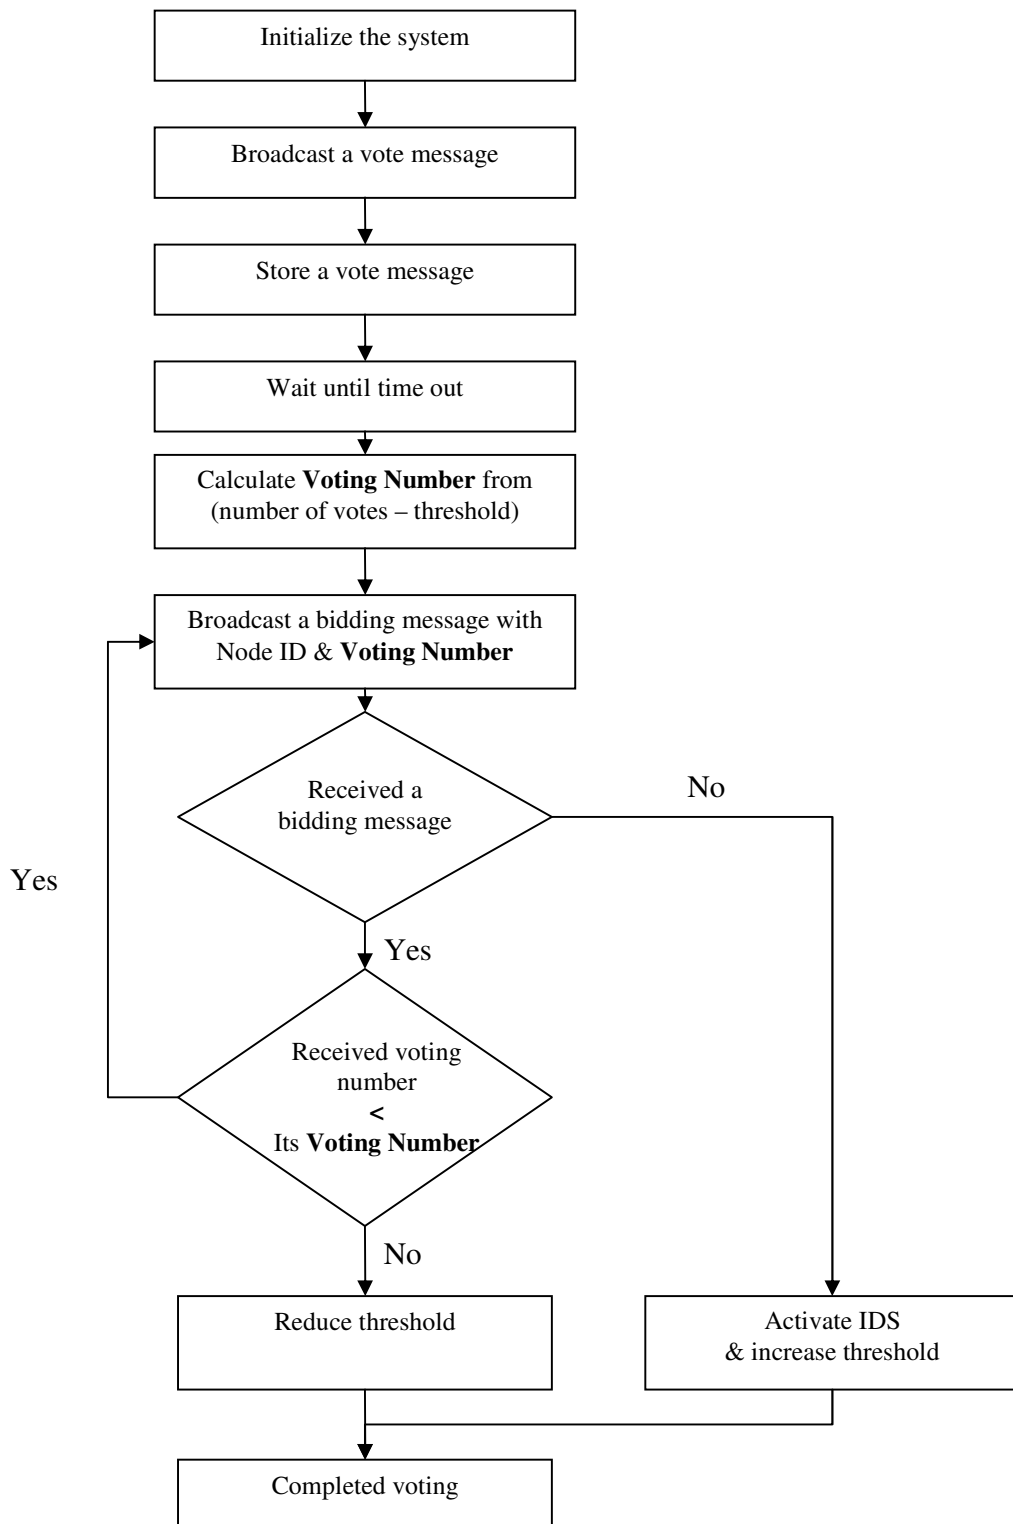 Initialize the system
Broadcast a vote message
Store a vote message
Wait until time out
Calculate Voting Number from
(number of votes – threshold)
Broadcast a bidding message with
Node ID & Voting Number
Received a
bidding message
No
Yes
Yes
Received voting
number
<
Its Voting Number
No
Reduce threshold
Activate IDS
& increase threshold
Completed voting